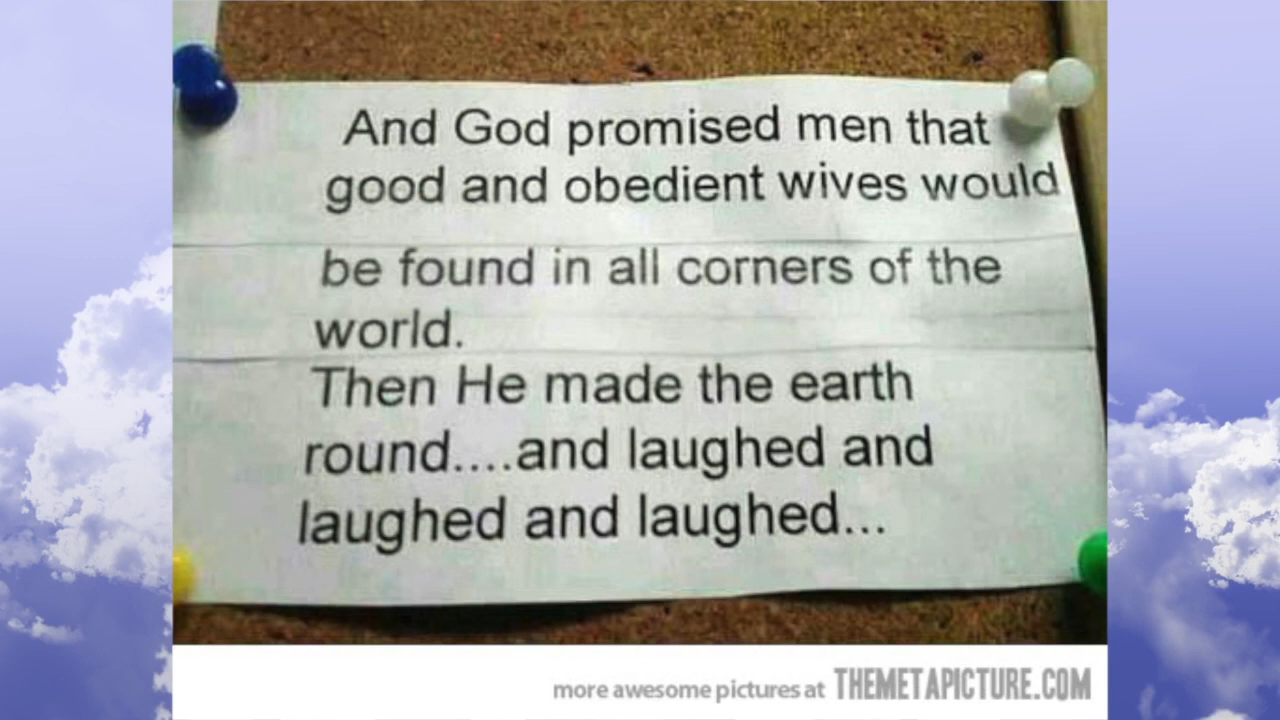 And God promised men that
good and obedient wives would
be found in all corners of the
world.
Then He made the earth
round....and laughed and
laughed and laughed...
more awesome pictures at THEMETAPICTURE.COM